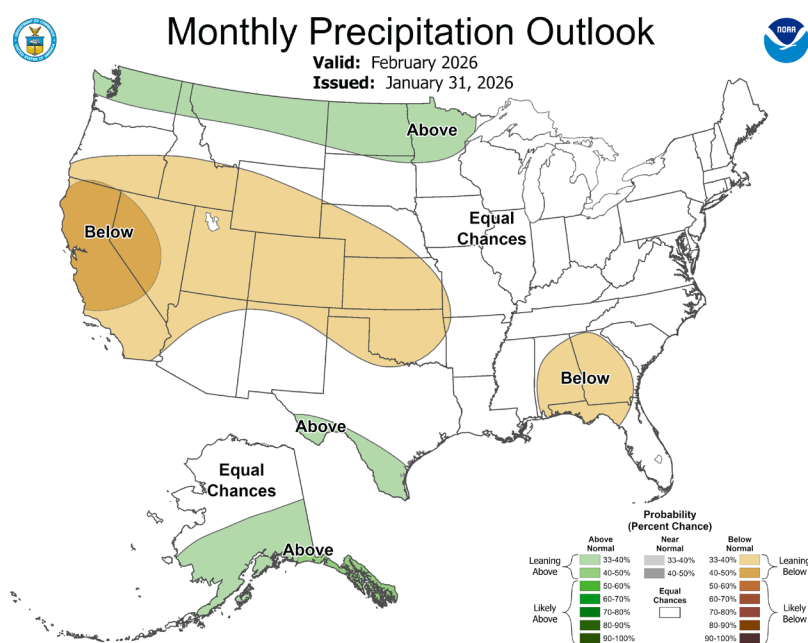 Monthly Precipitation Outlook
Valid: February 2026
Issued: January 31, 2026
NOAA
Above
Below
Equal
Chances
Below
Above
Equal
Chances
Above
Probability
(Percent Chance)
Above
Normal
Near
Normal
Below
Normal
Leaning
Above
33-40%
40-50%
33-40%
40-50%
33-40%
40-50%
Leaning
Below
Likely
Above
50-60%
60-70%
70-80%
80-90%
90-100%
Equal
Chances
50-60%
60-70%
70-80%
80-90%
90-100%
Likely
Below